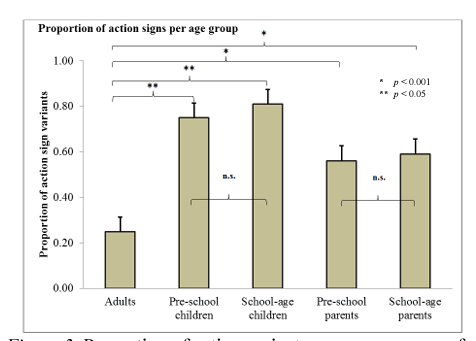 Proportion of action signs per age group
Proportion of action sign variants
1.00
0.80
0.60
0.40
0.20
0.00
*
*
**
**
* p < 0.001
** p < 0.05
n.s.
n.s.
Adults
Pre-school children
School-age children
Pre-school parents
School-age parents